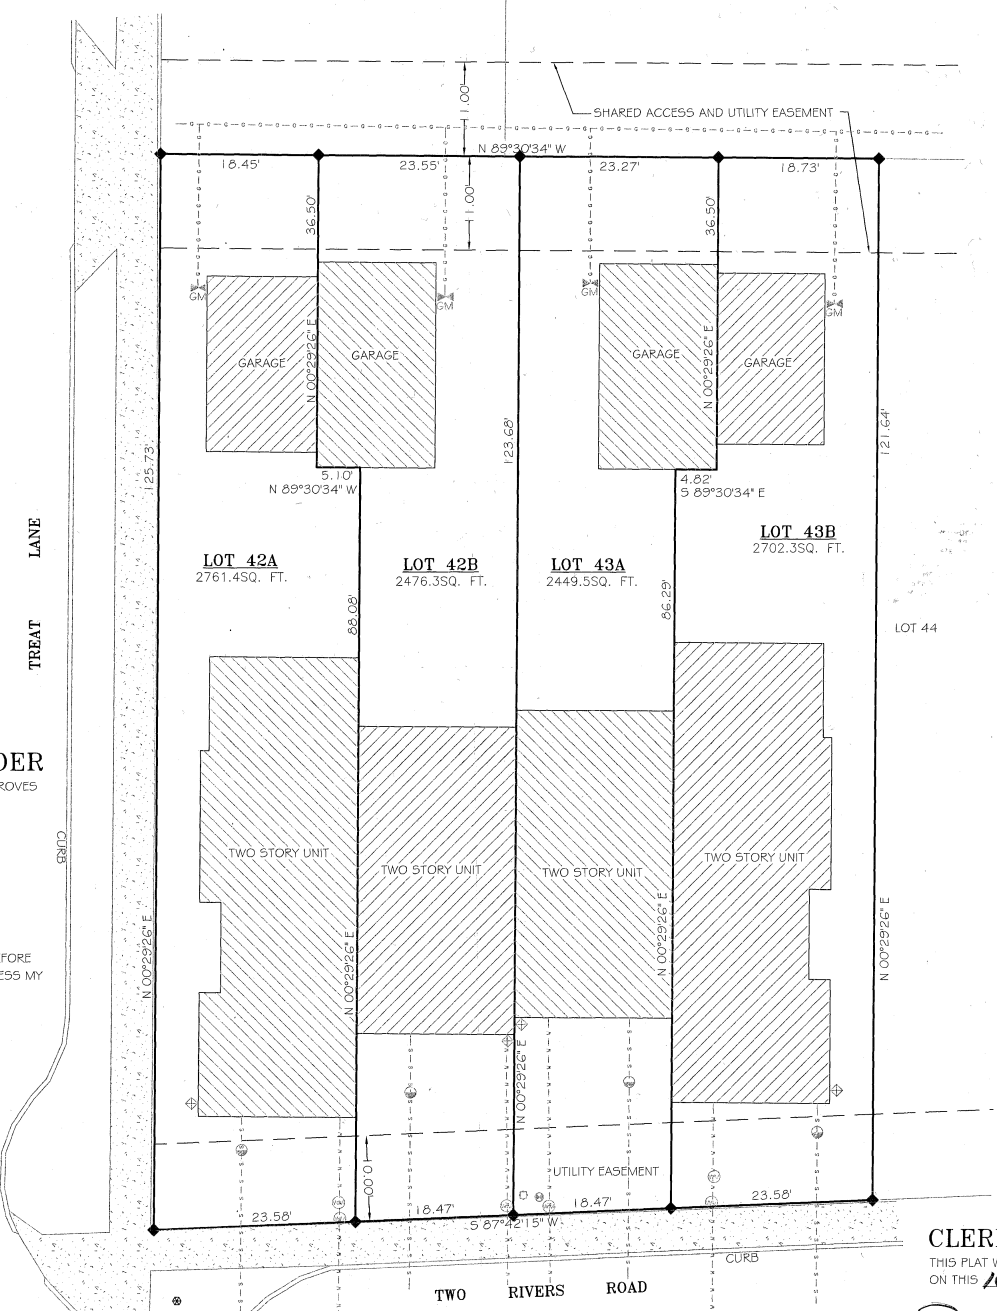 11.00'
SHARED ACCESS AND UTILITY EASEMENT
N 89°30'34" W
18.45'
23.55'
23.27'
18.73'
36.50'
11.00'
36.50'
GM
GM
GM
GM
GARAGE
GARAGE
GARAGE
GARAGE
N 00°29'26" E
N 00°29'26" E
125.73'
123.68'
121.64'
5.10'
N 89°30'34" W
4.82'
S 89°30'34" E
TREAT LANE
LOT 42A
2761.4SQ. FT.
LOT 42B
2476.3SQ. FT.
LOT 43A
2449.5SQ. FT.
LOT 43B
2702.3SQ. FT.
88.08'
86.29'
LOT 44
DER
ROVES
CURB
TWO STORY UNIT
TWO STORY UNIT
TWO STORY UNIT
TWO STORY UNIT
N 00°29'26" E
N 00°29'26" E
N 00°29'26" E
N 00°29'26" E
N 00°29'26" E
EFORE
ESS MY
10.00'
UTILITY EASEMENT
23.58'
18.47'
18.47'
23.58'
S 87°42'15" W
CURB
TWO RIVERS ROAD
CLER
THIS PLAT
ON THIS